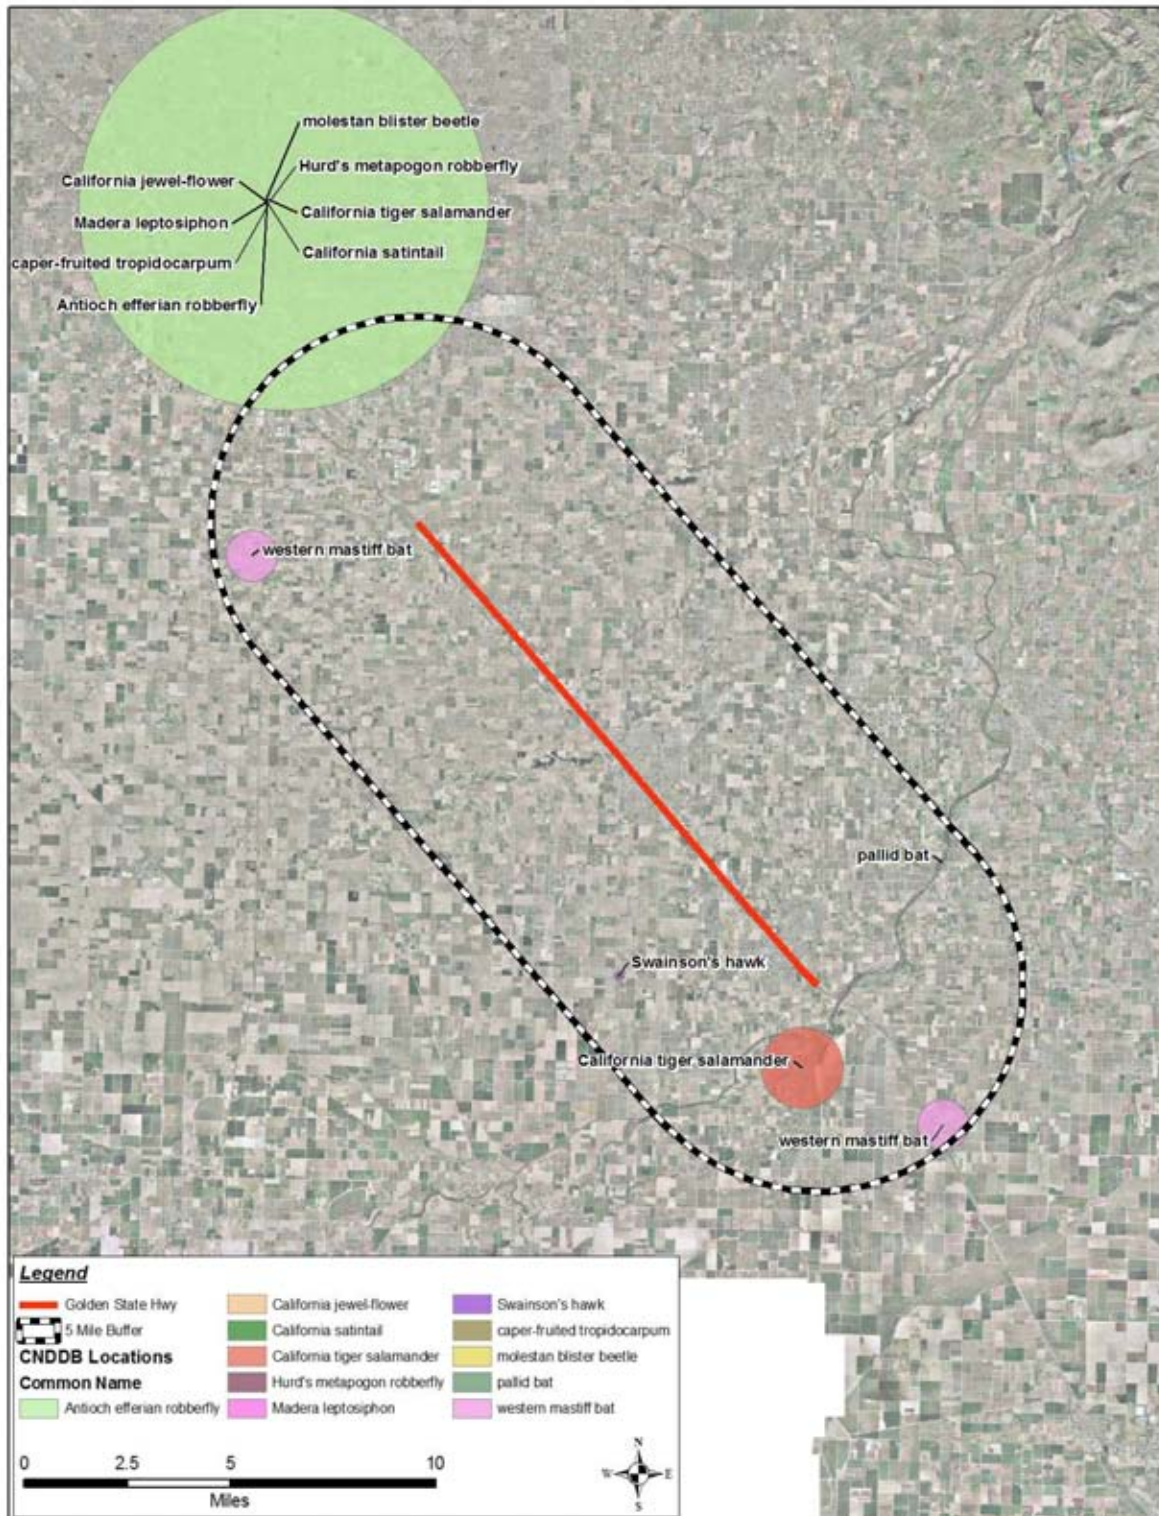 molestan blister beetle
Hurd's metapogon robberfly
California jewel-flower
California tiger salamander
Madera leptosiphon
California satintail
caper-fruited tropidocarpum
Antioch efferian robberfly
western mastiff bat
pallid bat
Swainson's hawk
California tiger salamander
western mastiff bat
Legend
Golden State Hwy
5 Mile Buffer
CNDDB Locations
Common Name
Antioch efferian robberfly
California jewel-flower
California satintail
California tiger salamander
Hurd's metapogon robberfly
Madera leptosiphon
Swainson's hawk
caper-fruited tropidocarpum
molestan blister beetle
pallid bat
western mastiff bat
0 2.5 5 10
Miles
N
W E
S